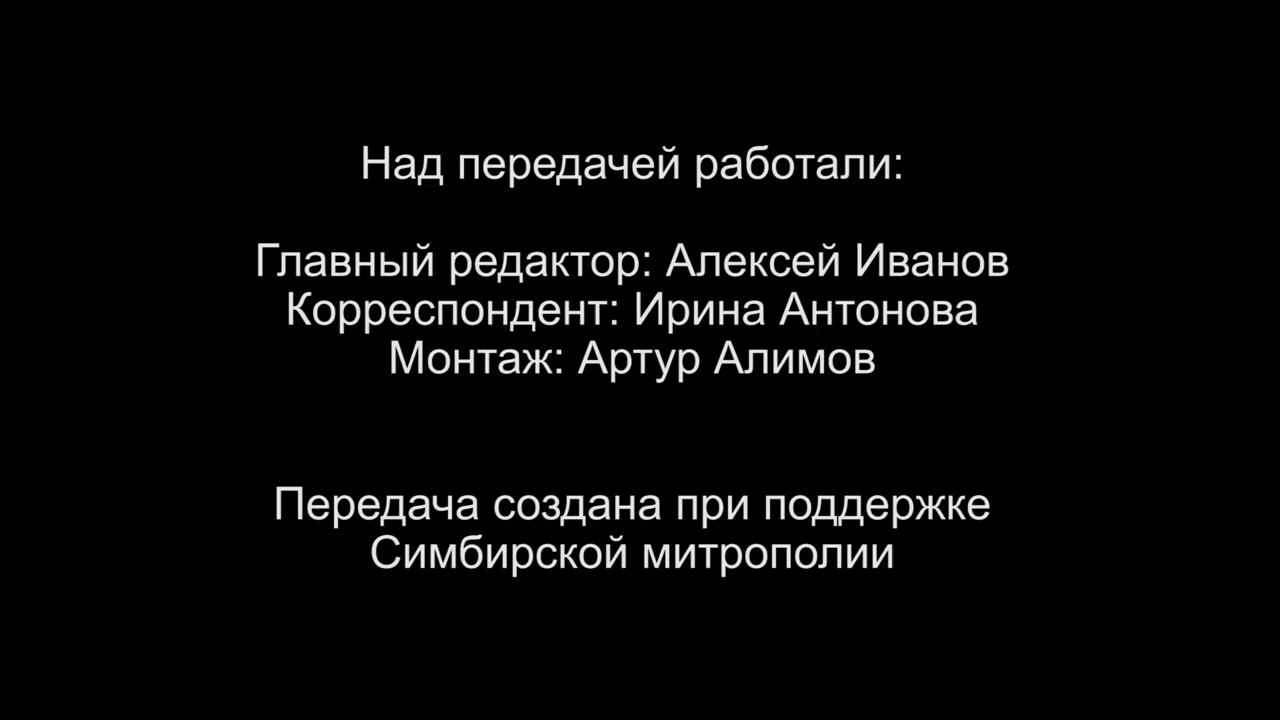 Над передачей работали:
Главный редактор: Алексей Иванов
Корреспондент: Ирина Антонова
Монтаж: Артур Алимов
Передача создана при поддержке
Симбирской митрополии